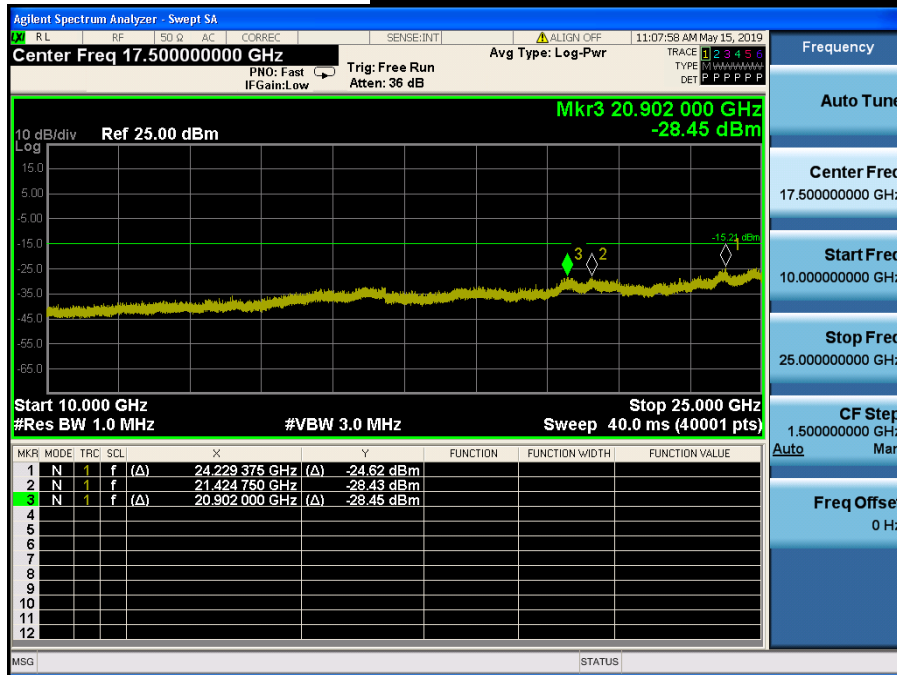 Agilent Spectrum Analyzer - Swept SA
LXI RL RF 50 Ω AC CORREC SENSE:INT ⚠ALIGN OFF 11:07:58 AM May 15, 2019
Center Freq 17.500000000 GHz
PNO: Fast
IFGain:Low
Trig: Free Run
Atten: 36 dB
Avg Type: Log-Pwr
TRACE 1 2 3 4 5 6
TYPE M WWWWW
DET P P P P P P
Mkr3 20.902 000 GHz
-28.45 dBm
10 dB/div Ref 25.00 dBm
Log
15.0
5.00
-5.00
-15.0
-25.0
-35.0
-45.0
-55.0
-65.0
-15.21 dBm
3 2 1
Start 10.000 GHz Stop 25.000 GHz
#Res BW 1.0 MHz #VBW 3.0 MHz Sweep 40.0 ms (40001 pts)
MKR MODE TRC SCL X Y FUNCTION FUNCTION WIDTH FUNCTION VALUE
1 N 1 f (Δ) 24.229 375 GHz (Δ) -24.62 dBm
2 N 1 f 21.424 750 GHz -28.43 dBm
3 N 1 f (Δ) 20.902 000 GHz (Δ) -28.45 dBm
4
5
6
7
8
9
10
11
12
MSG STATUS
Frequency
Auto Tune
Center Freq
17.500000000 GHz
Start Freq
10.000000000 GHz
Stop Freq
25.000000000 GHz
CF Step
1.500000000 GHz
Auto Man
Freq Offset
0 Hz